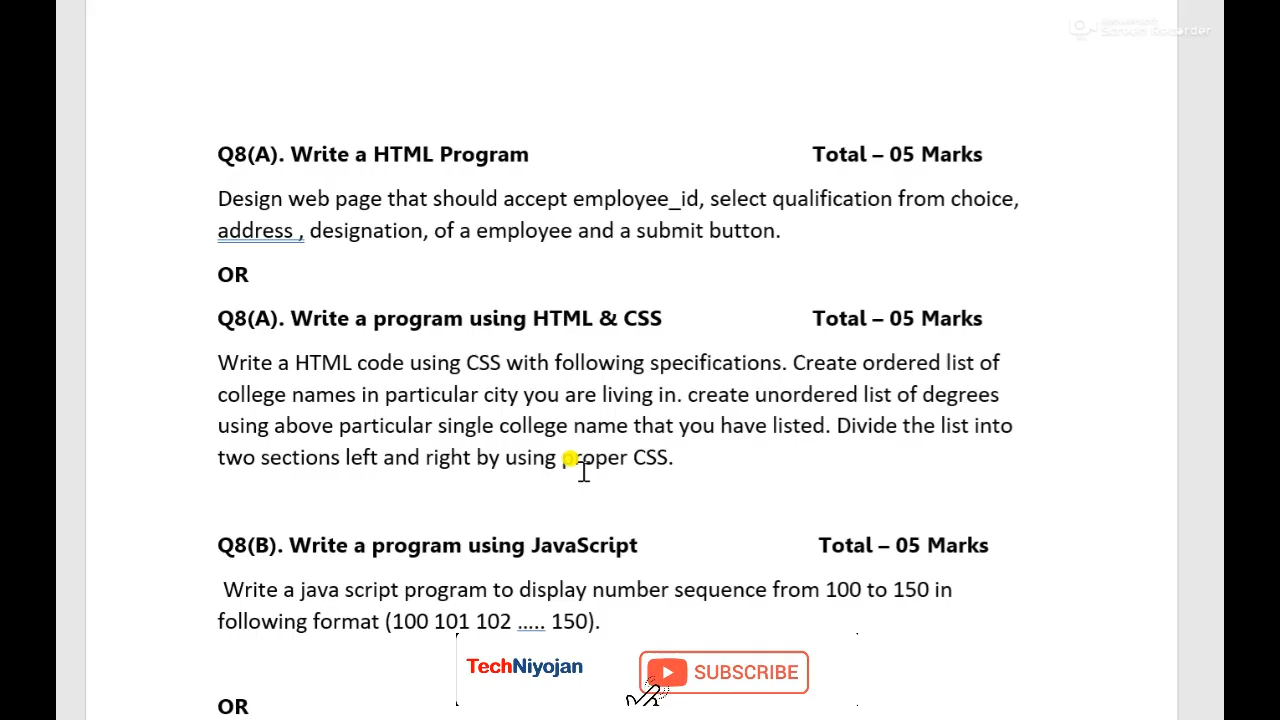 Screen Recorder
Q8(A). Write a HTML Program Total – 05 Marks
Design web page that should accept employee_id, select qualification from choice,
address , designation, of a employee and a submit button.
OR
Q8(A). Write a program using HTML & CSS Total – 05 Marks
Write a HTML code using CSS with following specifications. Create ordered list of
college names in particular city you are living in. create unordered list of degrees
using above particular single college name that you have listed. Divide the list into
two sections left and right by using proper CSS.
Q8(B). Write a program using JavaScript Total – 05 Marks
Write a java script program to display number sequence from 100 to 150 in
following format (100 101 102 ..... 150).
TechNiyojan SUBSCRIBE
OR